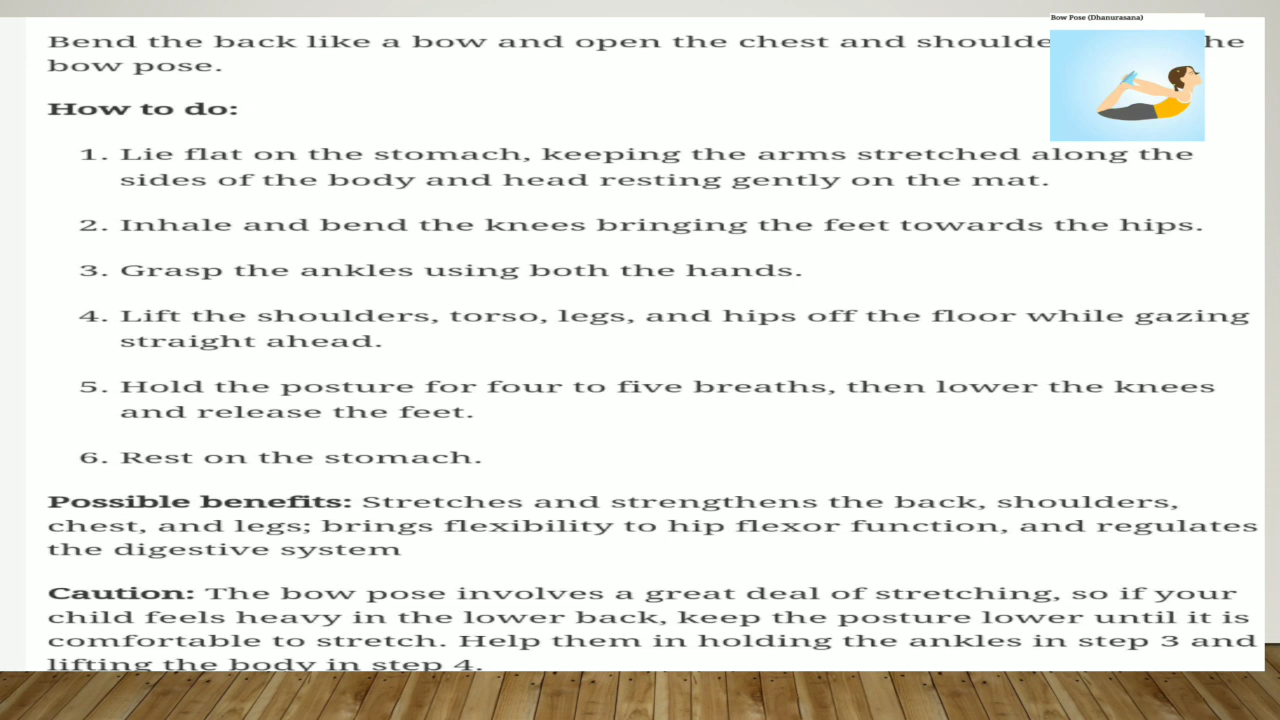 Bow Pose (Dhanurasana)
Bend the back like a bow and open the chest and he
bow pose.
How to do:
1. Lie flat on the stomach, keeping the arms stretched along the
sides of the body and head resting gently on the mat.
2. Inhale and bend the knees bringing the feet towards the hips.
3. Grasp the ankles using both the hands.
4. Lift the shoulders, torso, legs, and hips off the floor while gazing
straight ahead.
5. Hold the posture for four to five breaths, then lower the knees
and release the feet.
6. Rest on the stomach.
Possible benefits: Stretches and strengthens the back, shoulders,
chest, and legs; brings flexibility to hip flexor function, and regulates
the digestive system
Caution: The bow pose involves a great deal of stretching, so if your
child feels heavy in the lower back, keep the posture lower until it is
comfortable to stretch. Help them in holding the ankles in step 3 and
lifting the body in step 4.